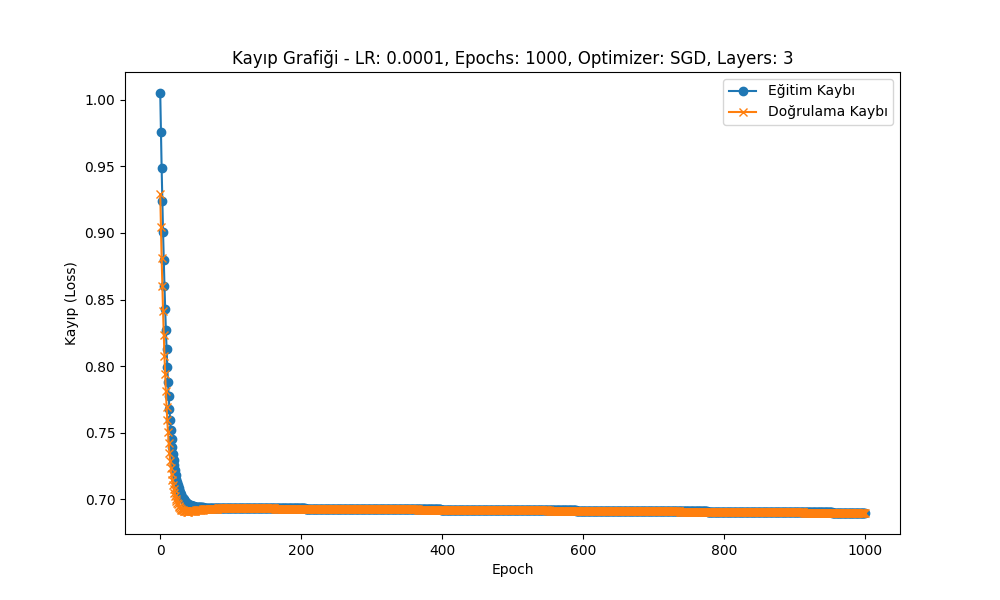 Kayıp Grafiği - LR: 0.0001, Epochs: 1000, Optimizer: SGD, Layers: 3
Eğitim Kaybı
Doğrulama Kaybı
Kayıp (Loss)
1.00
0.95
0.90
0.85
0.80
0.75
0.70
0 200 400 600 800 1000
Epoch